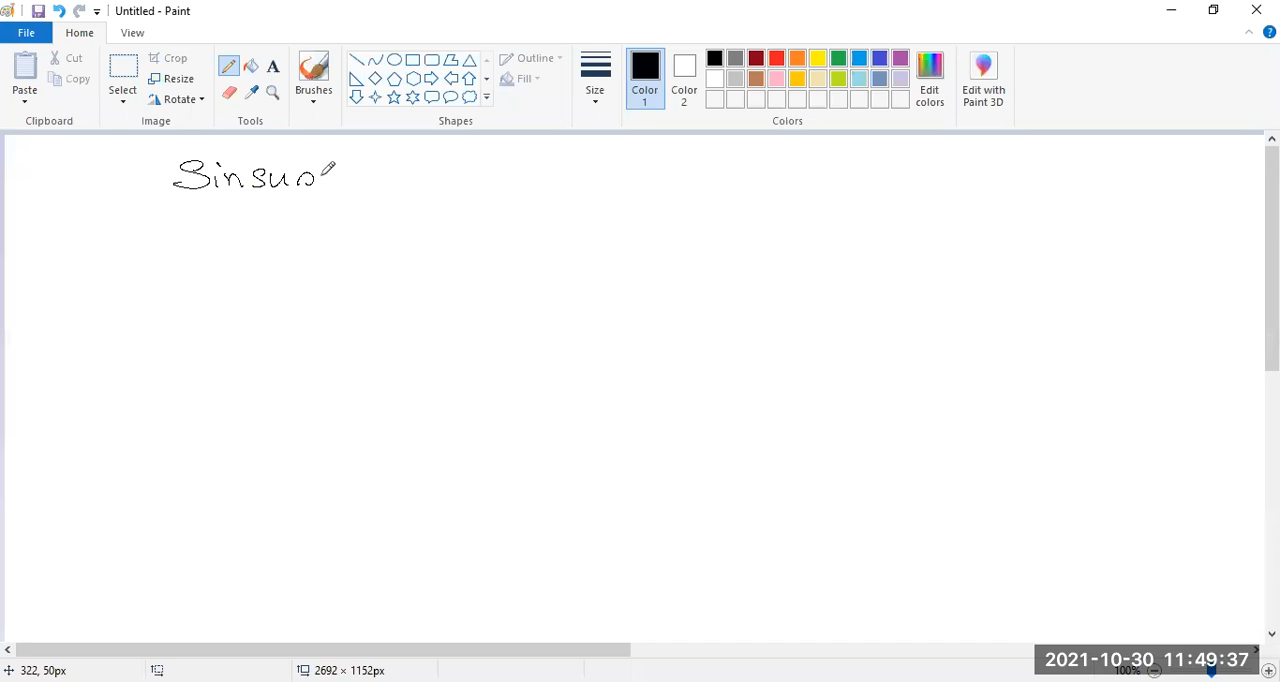 Untitled - Paint
File Home View
Paste
Cut
Copy
Clipboard
Select
Crop
Resize
Rotate
Image
Tools
A
Brushes
Shapes
Outline
Fill
Size
Color 1
Color 2
Colors
Edit colors
Edit with Paint 3D
Sinsuo
322, 50px
2692 × 1152px
100%
2021-10-30 11:49:37